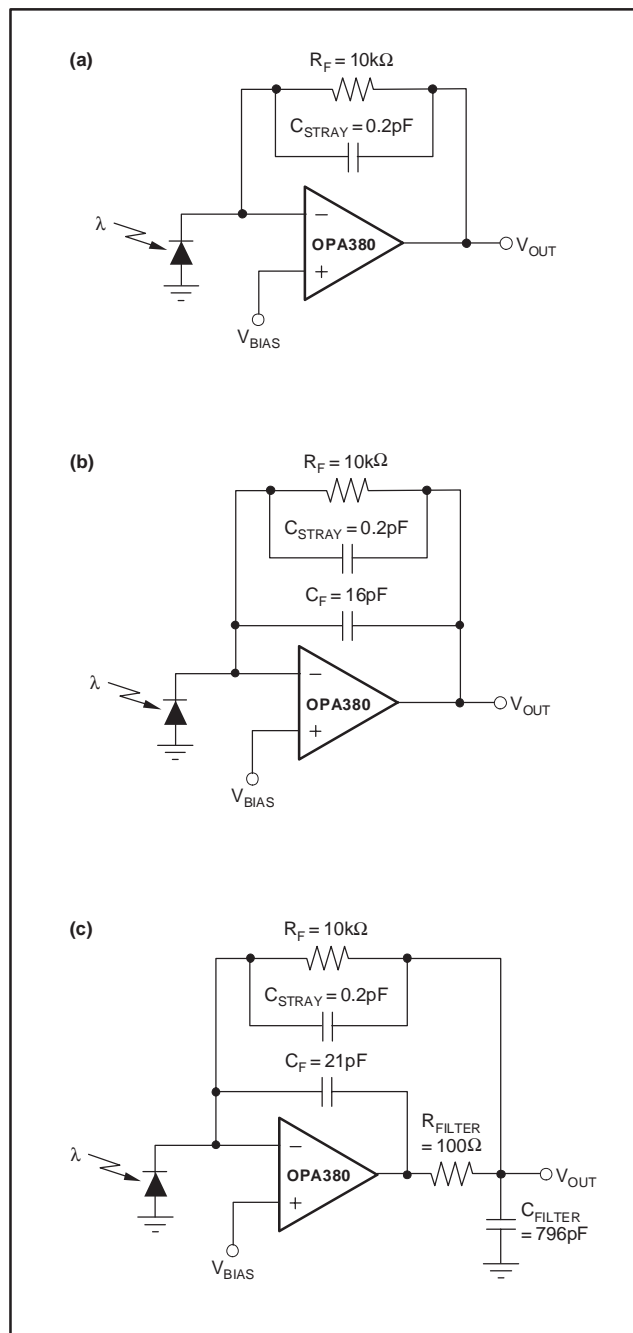 (a)
R_F = 10kΩ
C_STRAY = 0.2pF
λ
−
OPA380
+
V_OUT
V_BIAS
(b)
R_F = 10kΩ
C_STRAY = 0.2pF
C_F = 16pF
λ
−
OPA380
+
V_OUT
V_BIAS
(c)
R_F = 10kΩ
C_STRAY = 0.2pF
C_F = 21pF
R_FILTER
= 100Ω
λ
−
OPA380
+
V_OUT
C_FILTER
= 796pF
V_BIAS